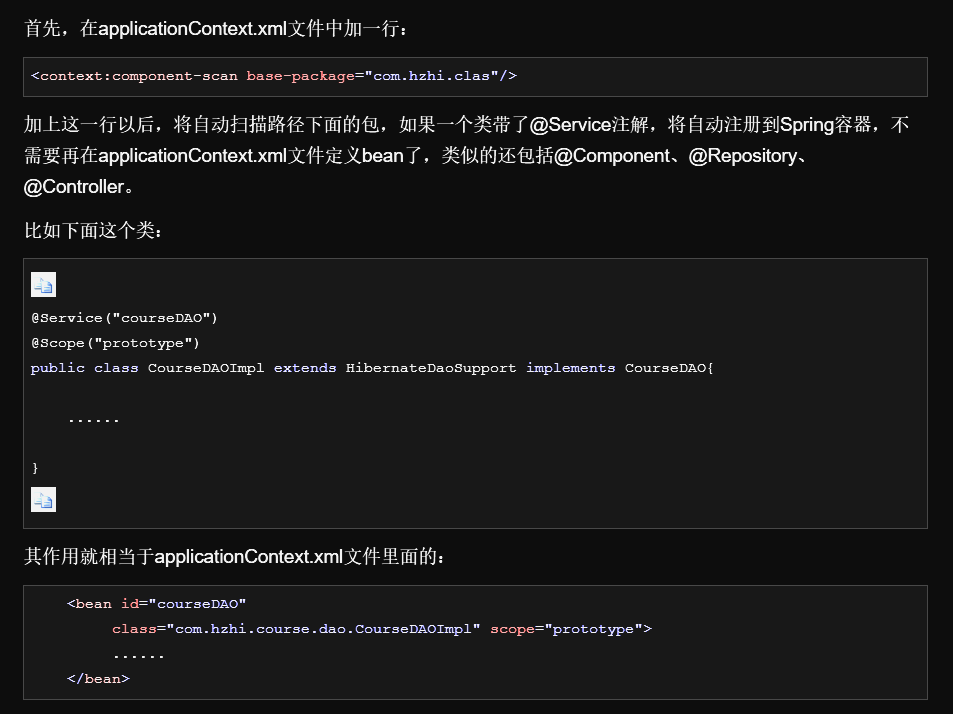 首先，在applicationContext.xml文件中加一行：
<context:component-scan base-package="com.hzhi.clas"/>
加上这一行以后，将自动扫描路径下面的包，如果一个类带了@Service注解，将自动注册到Spring容器，不
需要再在applicationContext.xml文件定义bean了，类似的还包括@Component、@Repository、
@Controller。
比如下面这个类：
@Service("courseDAO")
@Scope("prototype")
public class CourseDAOImpl extends HibernateDaoSupport implements CourseDAO{
......
}
其作用就相当于applicationContext.xml文件里面的：
<bean id="courseDAO"
class="com.hzhi.course.dao.CourseDAOImpl" scope="prototype">
......
</bean>